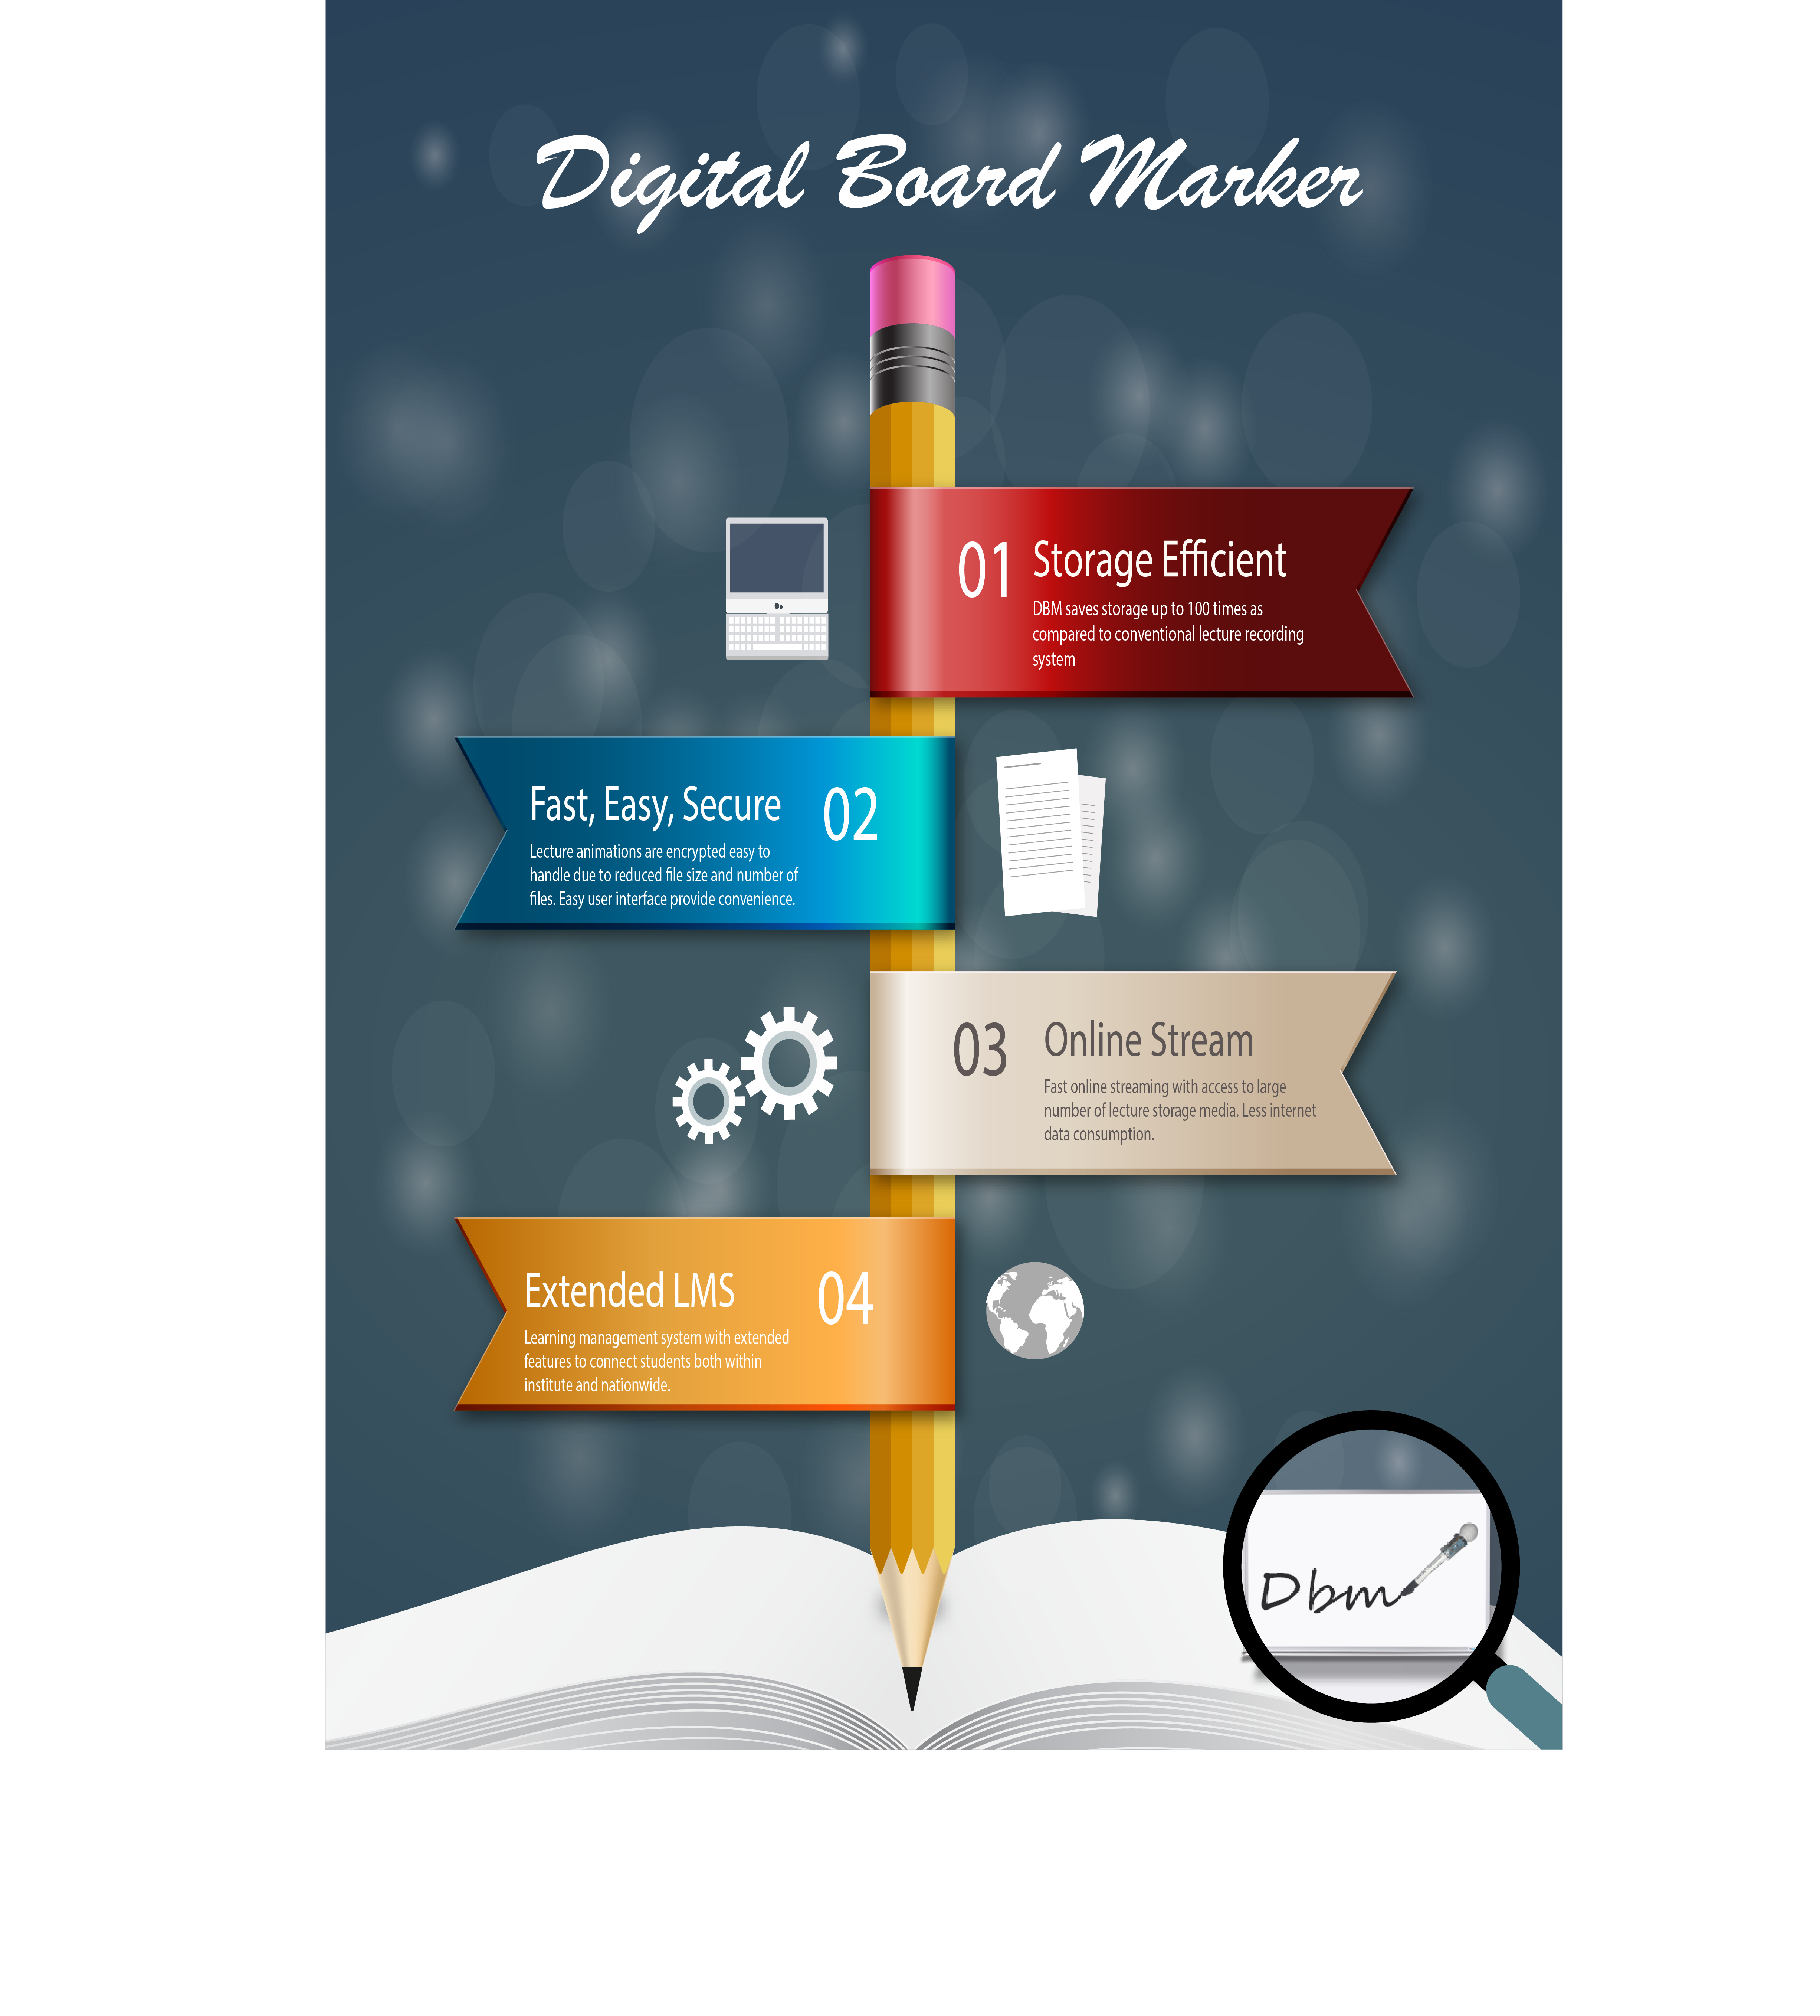 Digital Board Marker
01 Storage Efficient
DBM saves storage up to 100 times as
compared to conventional lecture recording
system
Fast, Easy, Secure 02
Lecture animations are encrypted easy to
handle due to reduced file size and number of
files. Easy user interface provide convenience.
03 Online Stream
Fast online streaming with access to large
number of lecture storage media. Less internet
data consumption.
Extended LMS 04
Learning management system with extended
features to connect students both within
institute and nationwide.
Dbm